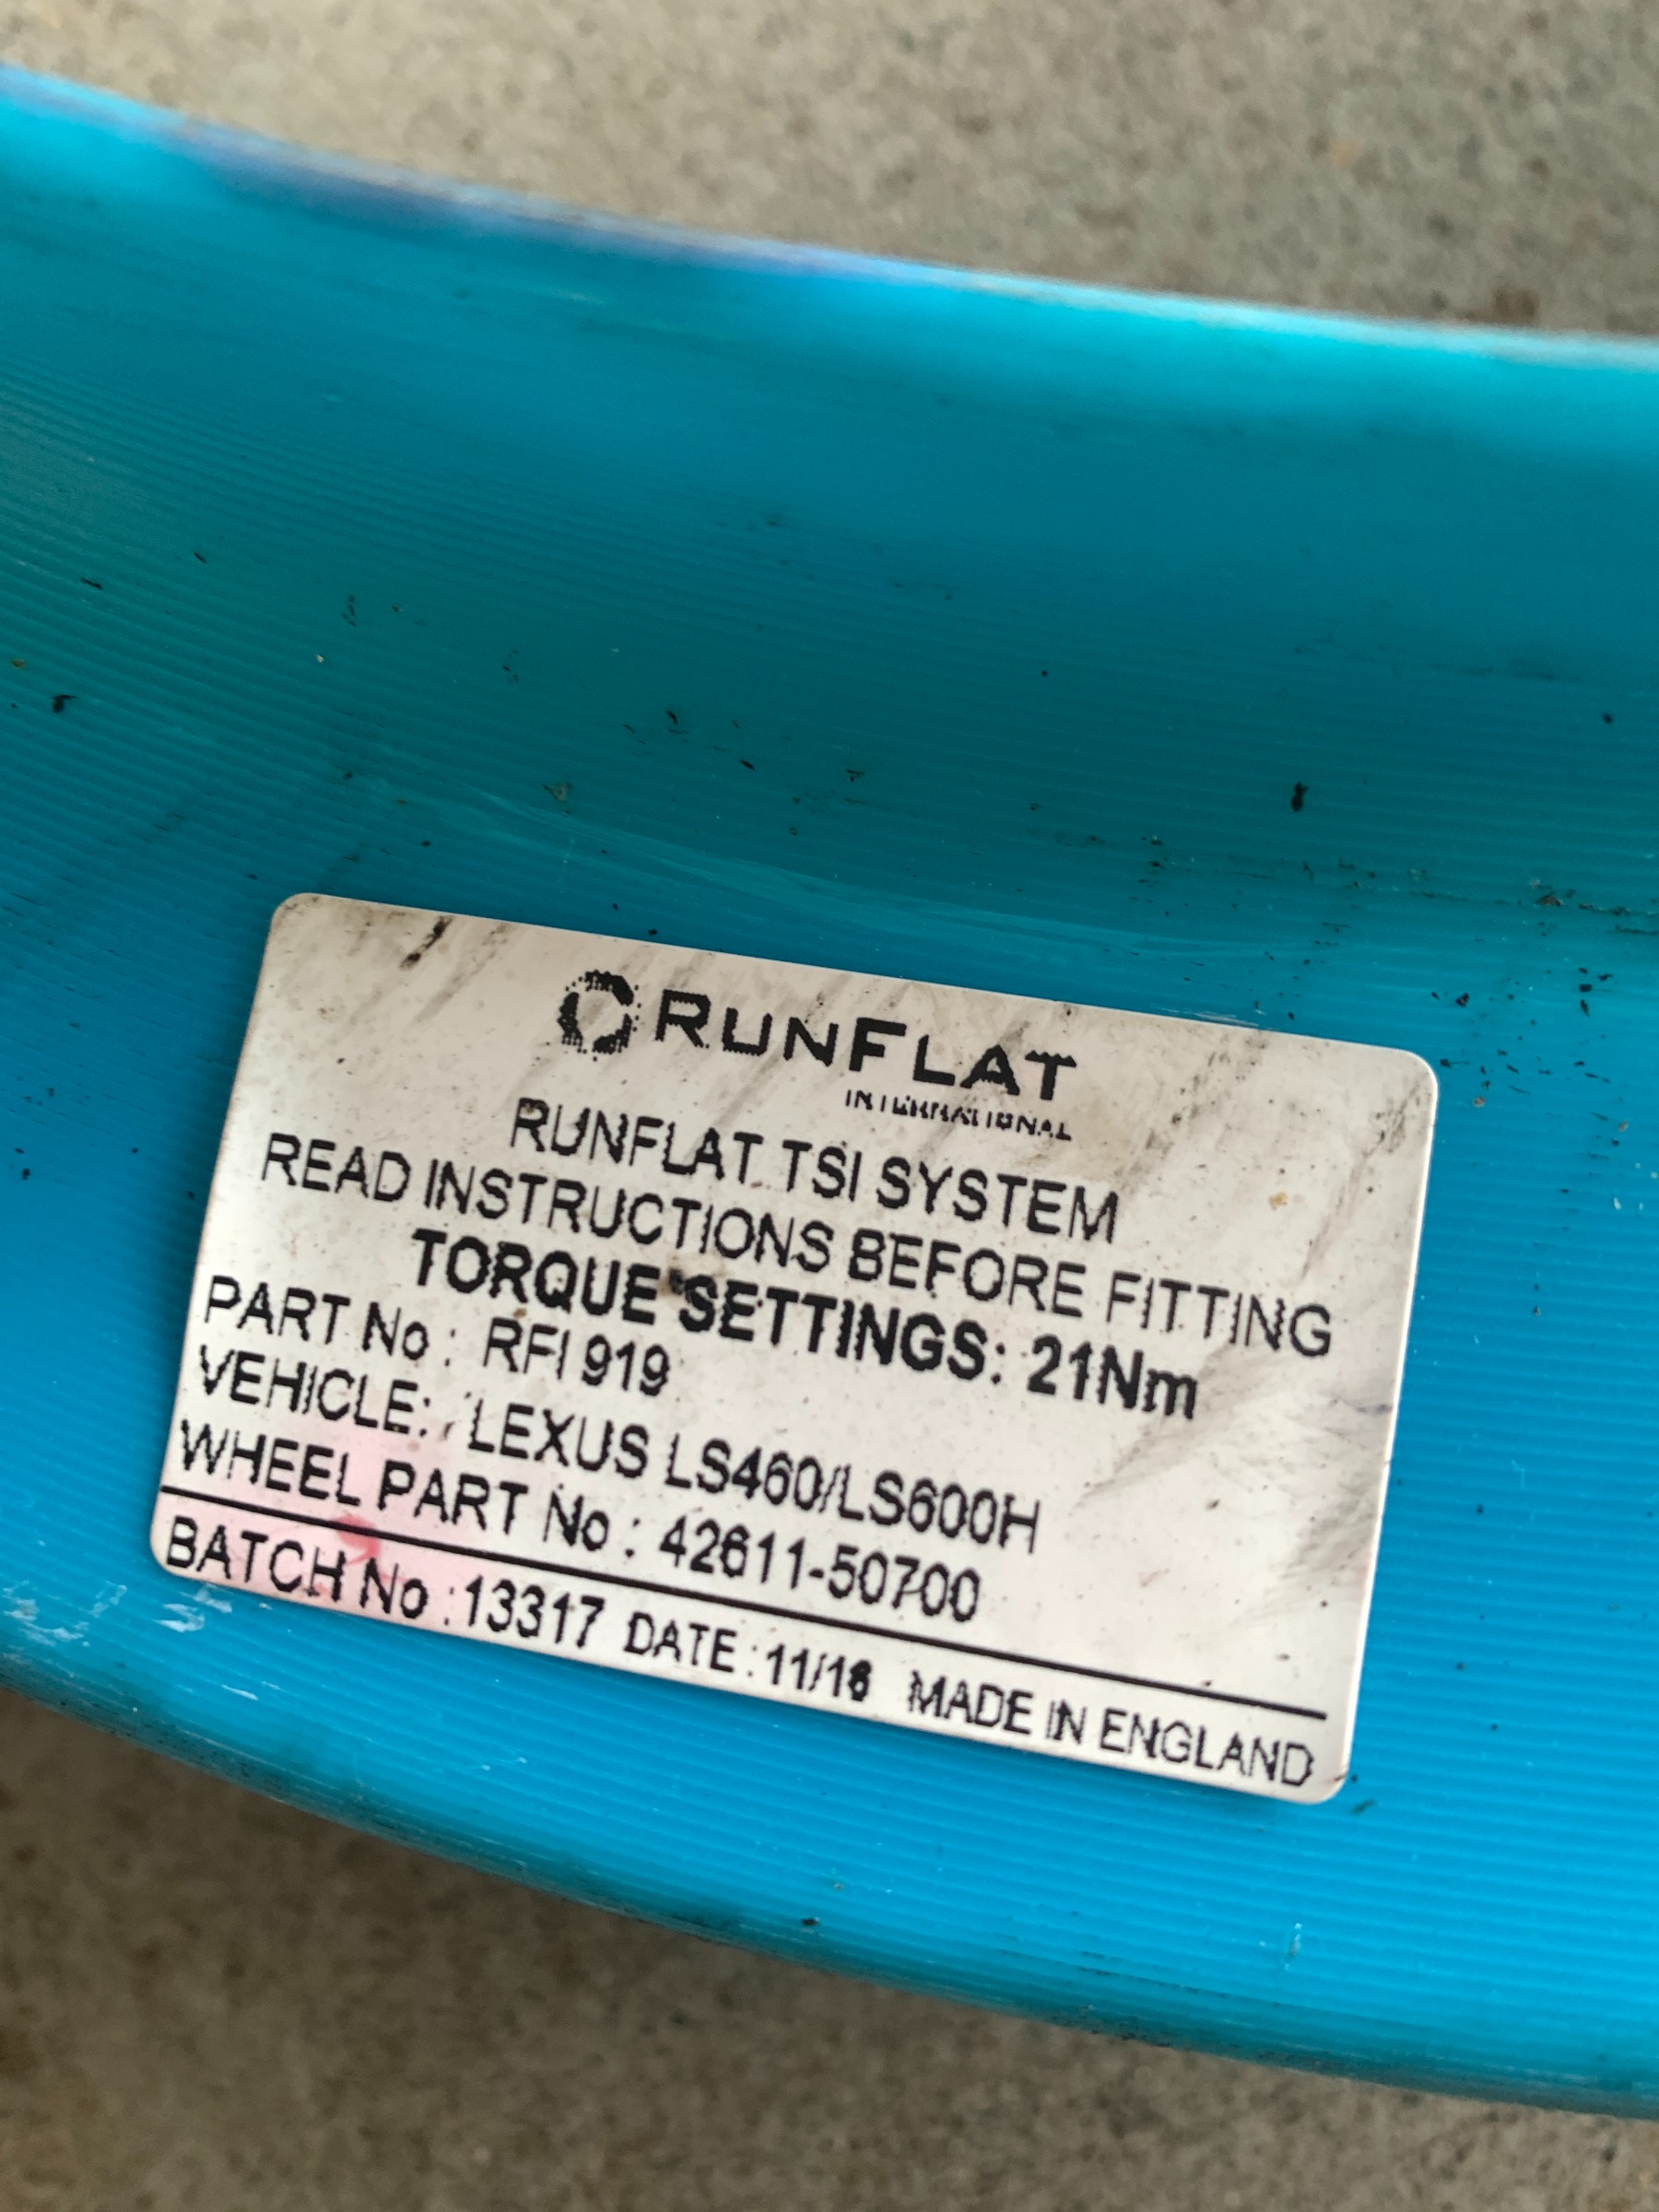 RUNFLAT
INTERNATIONAL
RUNFLAT TSI SYSTEM
READ INSTRUCTIONS BEFORE FITTING
TORQUE SETTINGS: 21Nm
PART No : RFI 919
VEHICLE: LEXUS LS460/LS600H
WHEEL PART No : 42611-50700
BATCH No :13317 DATE : 11/16 MADE IN ENGLAND